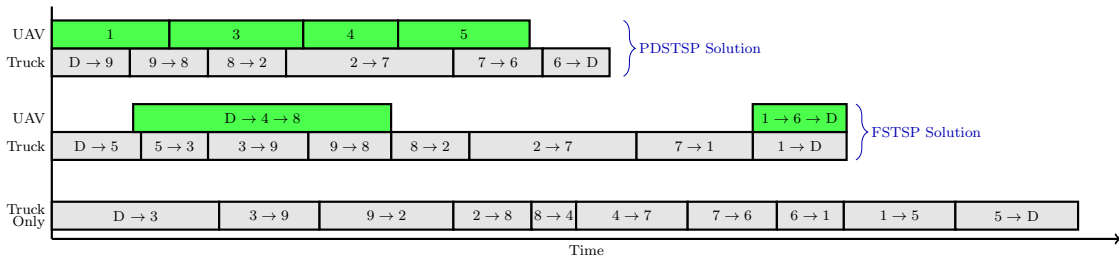 UAV 1 3 4 5
PDSTSP Solution
Truck D → 9 9 → 8 8 → 2 2 → 7 7 → 6 6 → D
UAV D → 4 → 8 1 → 6 → D
FSTSP Solution
Truck D → 5 5 → 3 3 → 9 9 → 8 8 → 2 2 → 7 7 → 1 1 → D
Truck
Only
D → 3 3 → 9 9 → 2 2 → 8 8 → 4 4 → 7 7 → 6 6 → 1 1 → 5 5 → D
Time